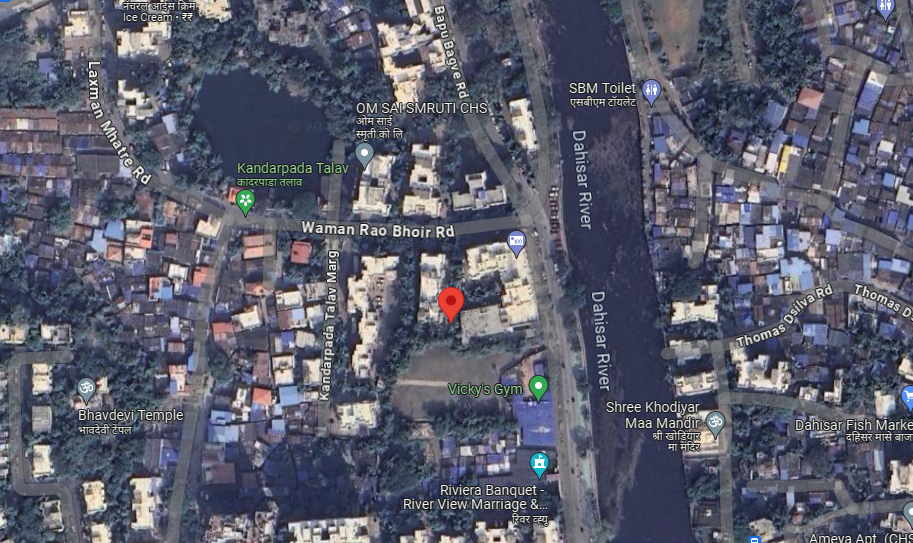 नॅचरल आईस क्रिम
Ice Cream • ₹₹
Bapu Bagve Rd
Laxman Mhatre Rd
SBM Toilet
एसबीएम टॉयलेट
OM SAI SMRUTI CHS
ओम साई
स्मृती को लि
Kandarpada Talav
कांदरपाडा तलाव
Dahisar River
Waman Rao Bhoir Rd
Kandarpada Talav Marg
Dahisar River
Thomas Dsilva Rd
Thomas D
Vicky's Gym
Bhavdevi Temple
भावदेवी टेंपल
Shree Khodiyar
Maa Mandir
श्री खोडियार
मा मंदिर
Dahisar Fish Marke
दहिसर मासे बाज
Riviera Banquet -
River View Marriage &...
रिवर व्ह्यु
Ameya Apt. (CHS